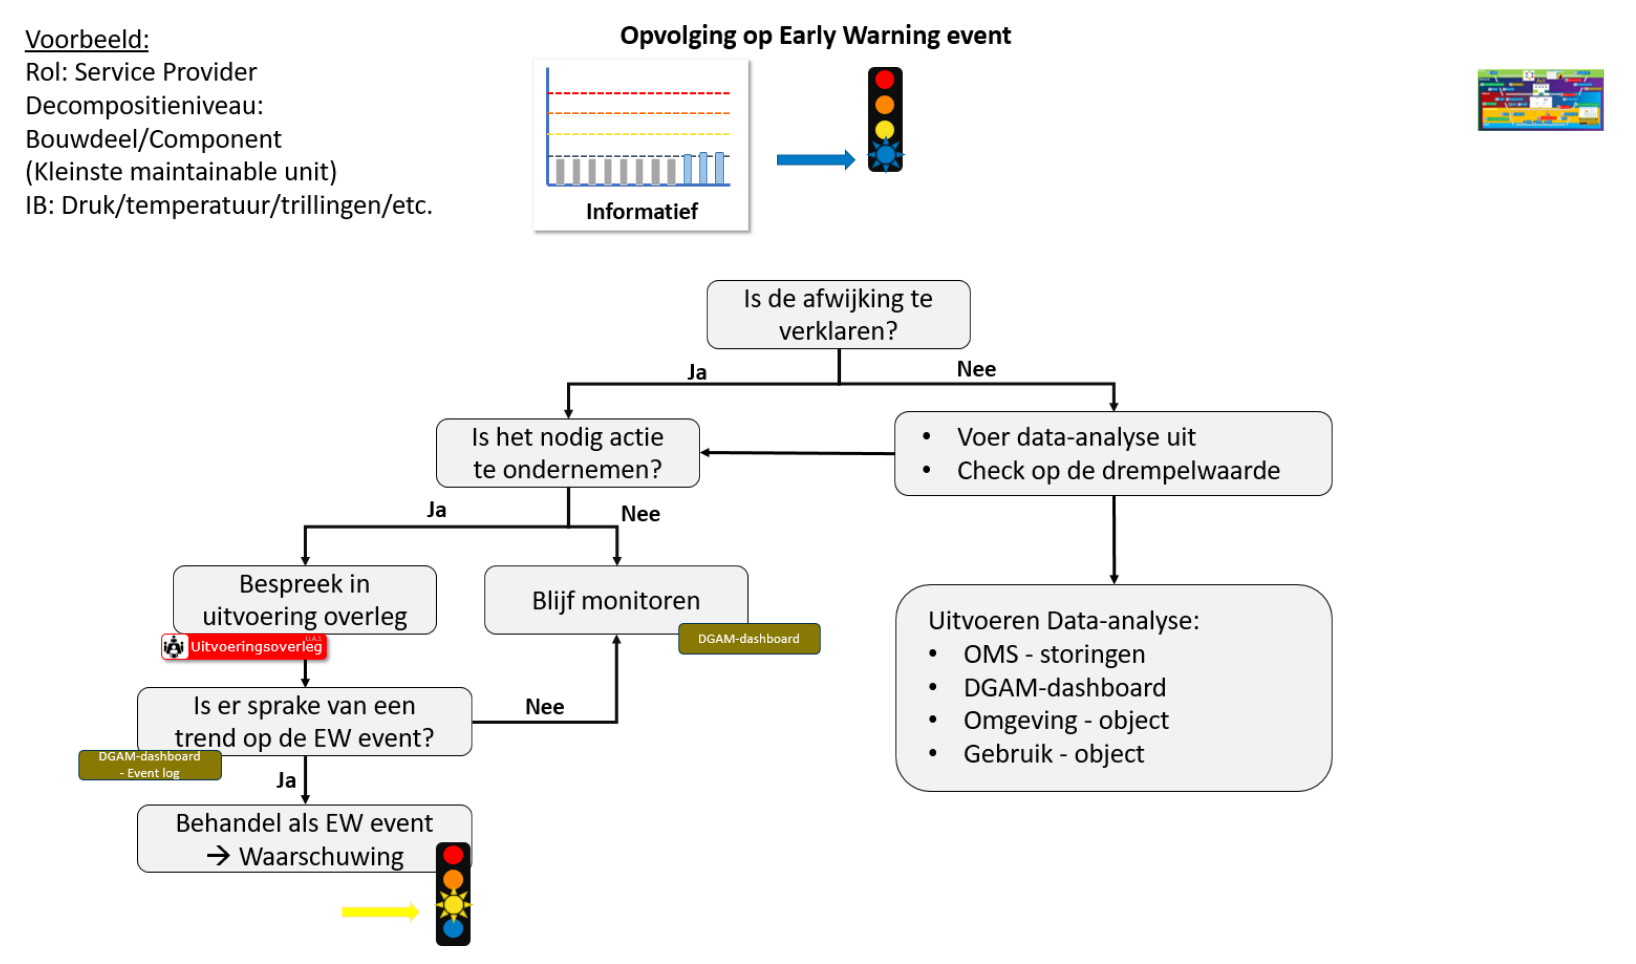 Voorbeeld:
Rol: Service Provider
Decompositieniveau:
Bouwdeel/Component
(Kleinste maintainable unit)
IB: Druk/temperatuur/trillingen/etc.
Opvolging op Early Warning event
Informatief
Is de afwijking te
verklaren?
Ja
Nee
Is het nodig actie
te ondernemen?
• Voer data-analyse uit
• Check op de drempelwaarde
Ja
Nee
Bespreek in
uitvoering overleg
U.A.1
Uitvoeringsoverleg
Blijf monitoren
DGAM-dashboard
Uitvoeren Data-analyse:
• OMS - storingen
• DGAM-dashboard
• Omgeving - object
• Gebruik - object
Is er sprake van een
trend op de EW event?
Nee
DGAM-dashboard
- Event log
Ja
Behandel als EW event
→ Waarschuwing